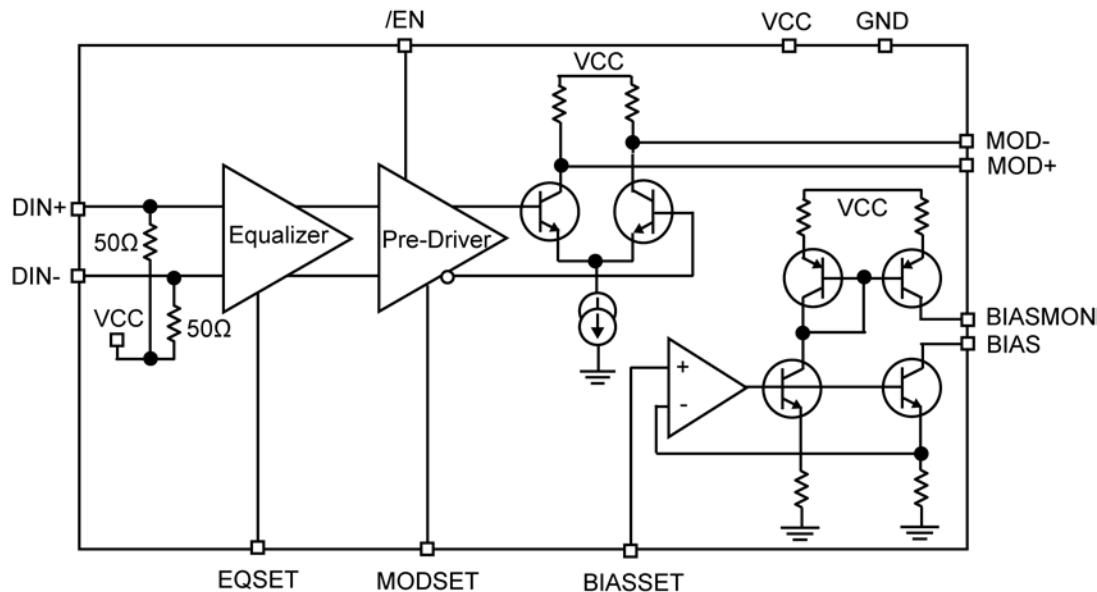 /EN
VCC
GND
VCC
MOD-
MOD+
DIN+
Equalizer
Pre-Driver
VCC
50Ω
DIN-
VCC
50Ω
BIASMON
BIAS
+
-
EQSET
MODSET
BIASSET